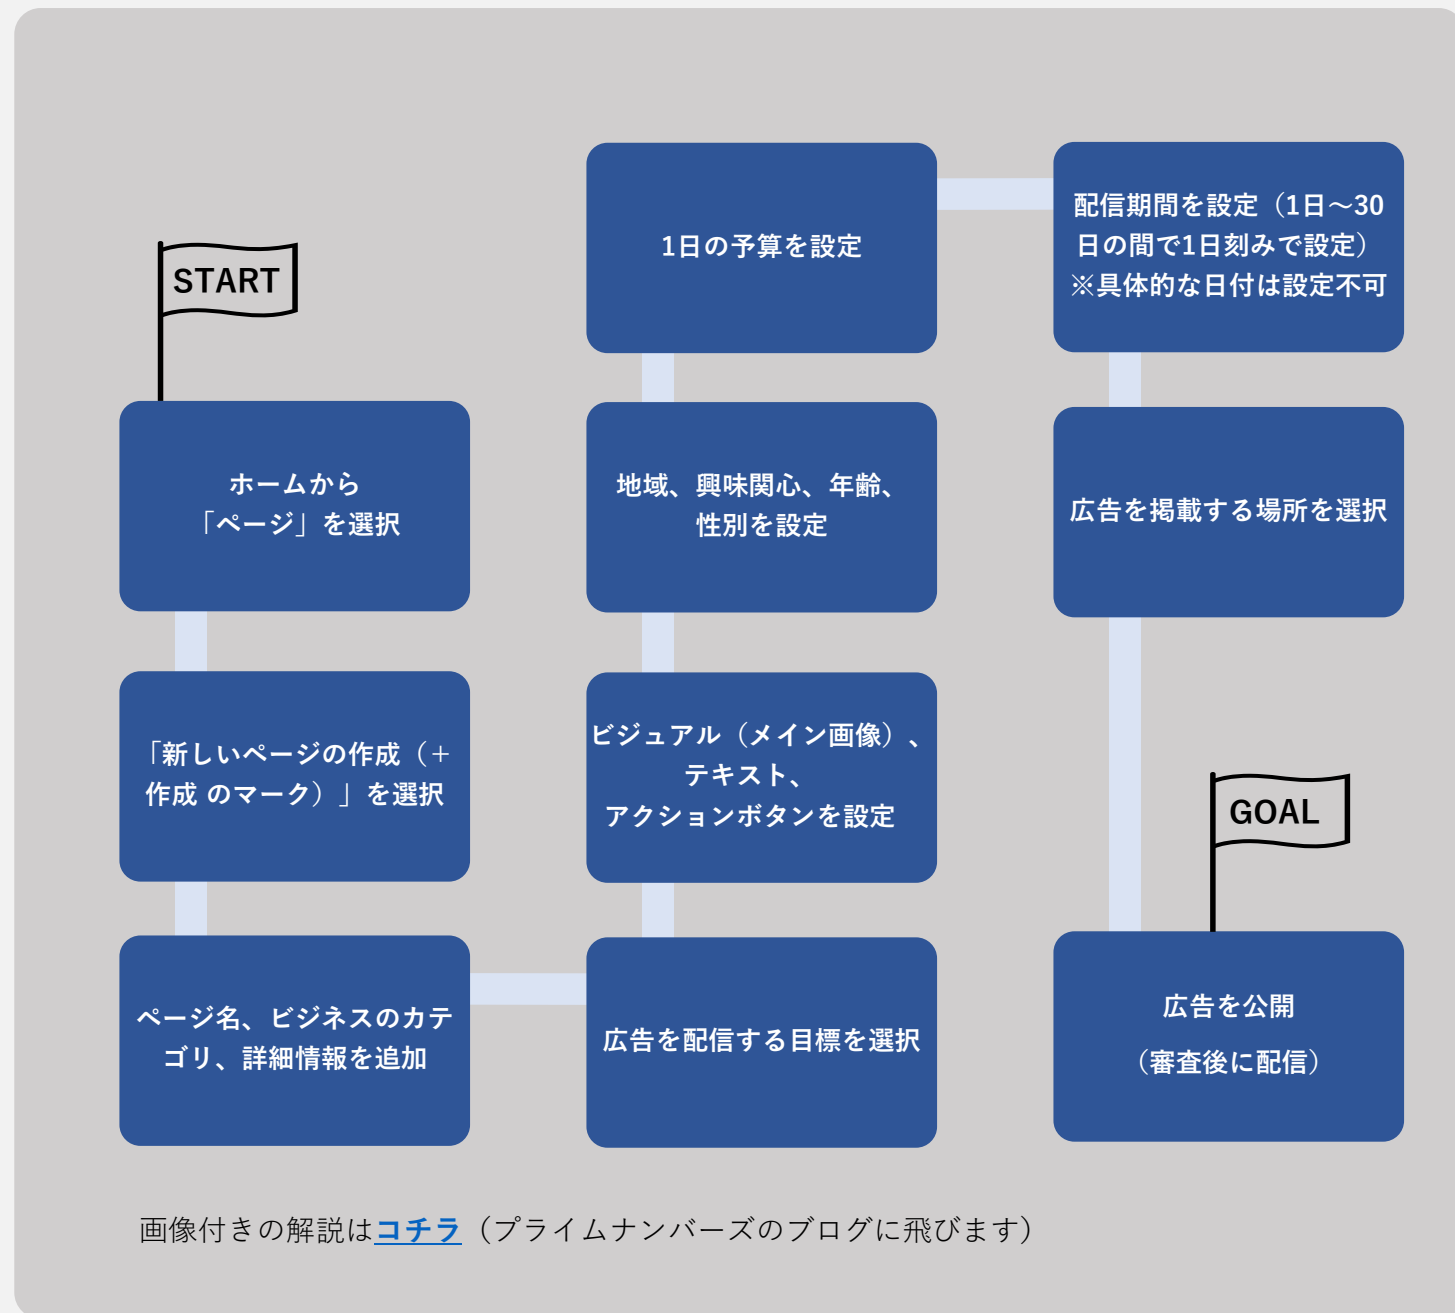 START
ホームから
「ページ」を選択
「新しいページの作成（＋
作成 のマーク）」を選択
ページ名、ビジネスのカテ
ゴリ、詳細情報を追加
広告を配信する目標を選択
ビジュアル（メイン画像）、
テキスト、
アクションボタンを設定
地域、興味関心、年齢、
性別を設定
1日の予算を設定
配信期間を設定（1日～30
日の間で1日刻みで設定）
※具体的な日付は設定不可
広告を掲載する場所を選択
GOAL
広告を公開
（審査後に配信）
画像付きの解説はコチラ（プライムナンバーズのブログに飛びます）